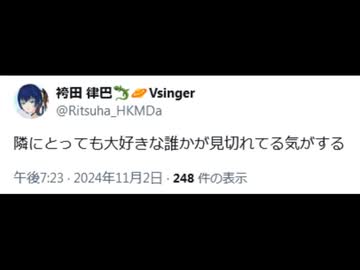 袴田 律巴🦎🥖 Vsinger
@Ritsuha_HKMDa
隣にとっても大好きな誰かが見切れてる気がする
午後7:23 · 2024年11月2日 · 248 件の表示